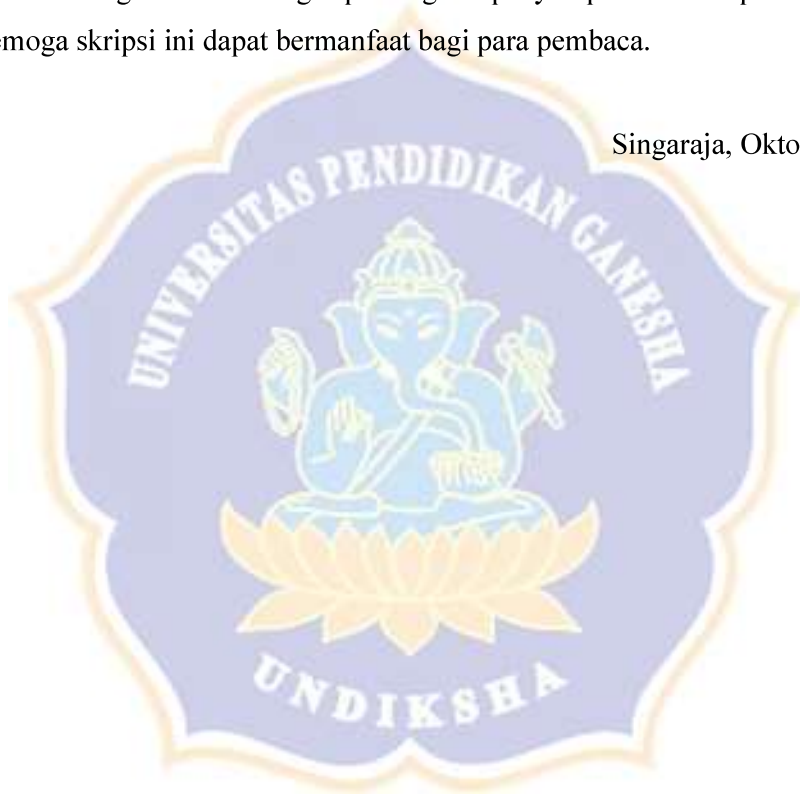 emoga skripsi ini dapat bermanfaat bagi para pembaca.
Singaraja, Okto
UNIVERSITAS PENDIDIKAN GANESHA
UNDIKSHA